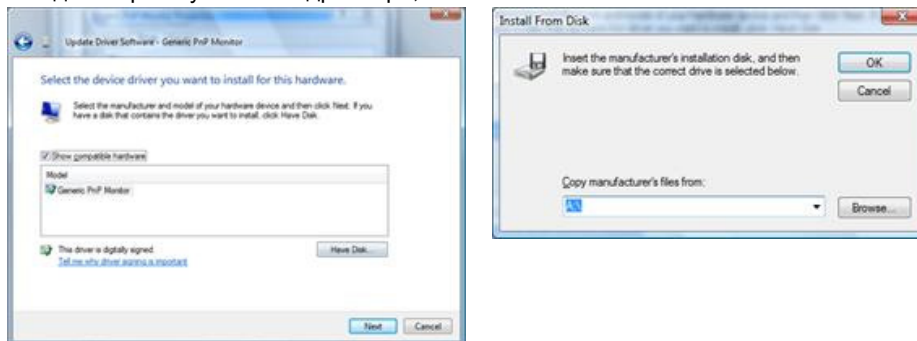 Update Driver Software - Generic PnP Monitor
Select the device driver you want to install for this hardware.
Select the manufacturer and model of your hardware device and then click Next. If you
have a disk that contains the driver you want to install, click Have Disk.
Show compatible hardware
Model
Generic PnP Monitor
This driver is digitally signed.
Tell me why driver signing is important
Have Disk...
Next
Cancel
Install From Disk
Insert the manufacturer's installation disk, and then
make sure that the correct drive is selected below.
OK
Cancel
Copy manufacturer's files from:
A:\
Browse...